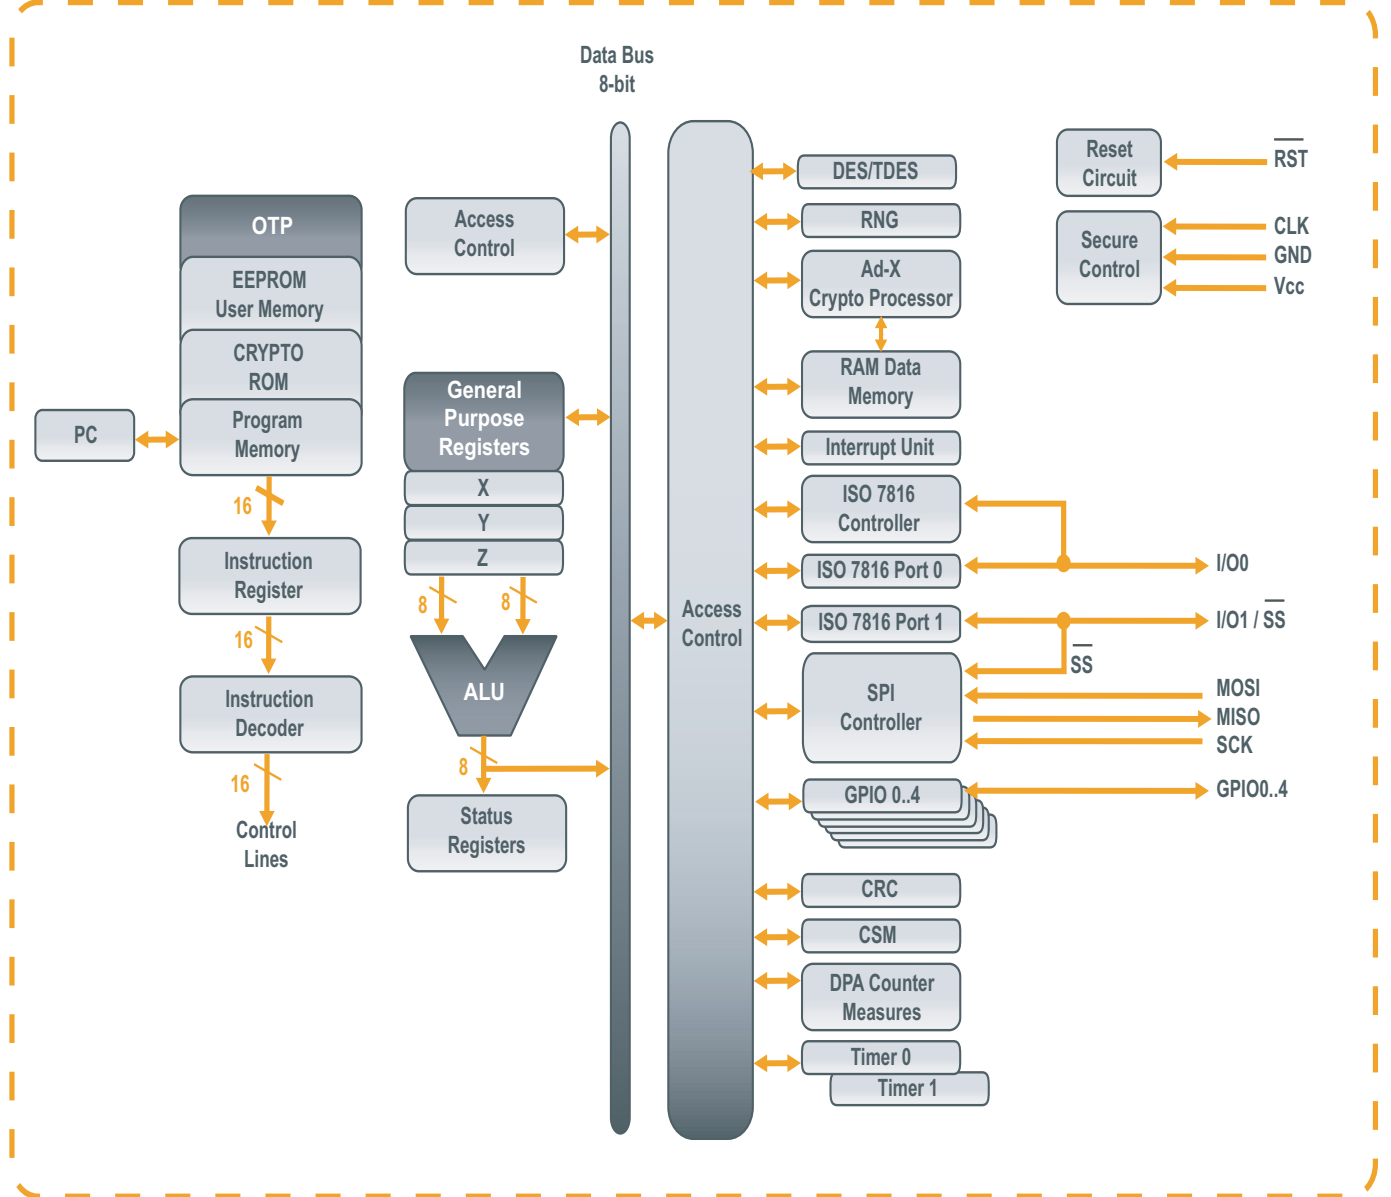 Data Bus
8-bit
OTP
EEPROM
User Memory
CRYPTO
ROM
Program
Memory
PC
16
Instruction
Register
16
Instruction
Decoder
16
Control
Lines
Access
Control
General
Purpose
Registers
X
Y
Z
8
8
ALU
8
Status
Registers
Access
Control
DES/TDES
RNG
Ad-X
Crypto Processor
RAM Data
Memory
Interrupt Unit
ISO 7816
Controller
ISO 7816 Port 0
ISO 7816 Port 1
SPI
Controller
GPIO 0..4
CRC
CSM
DPA Counter
Measures
Timer 0
Timer 1
Reset
Circuit
Secure
Control
R̅S̅T̅
CLK
GND
Vcc
I/O0
I/O1 / S̅S̅
S̅S̅
MOSI
MISO
SCK
GPIO0..4